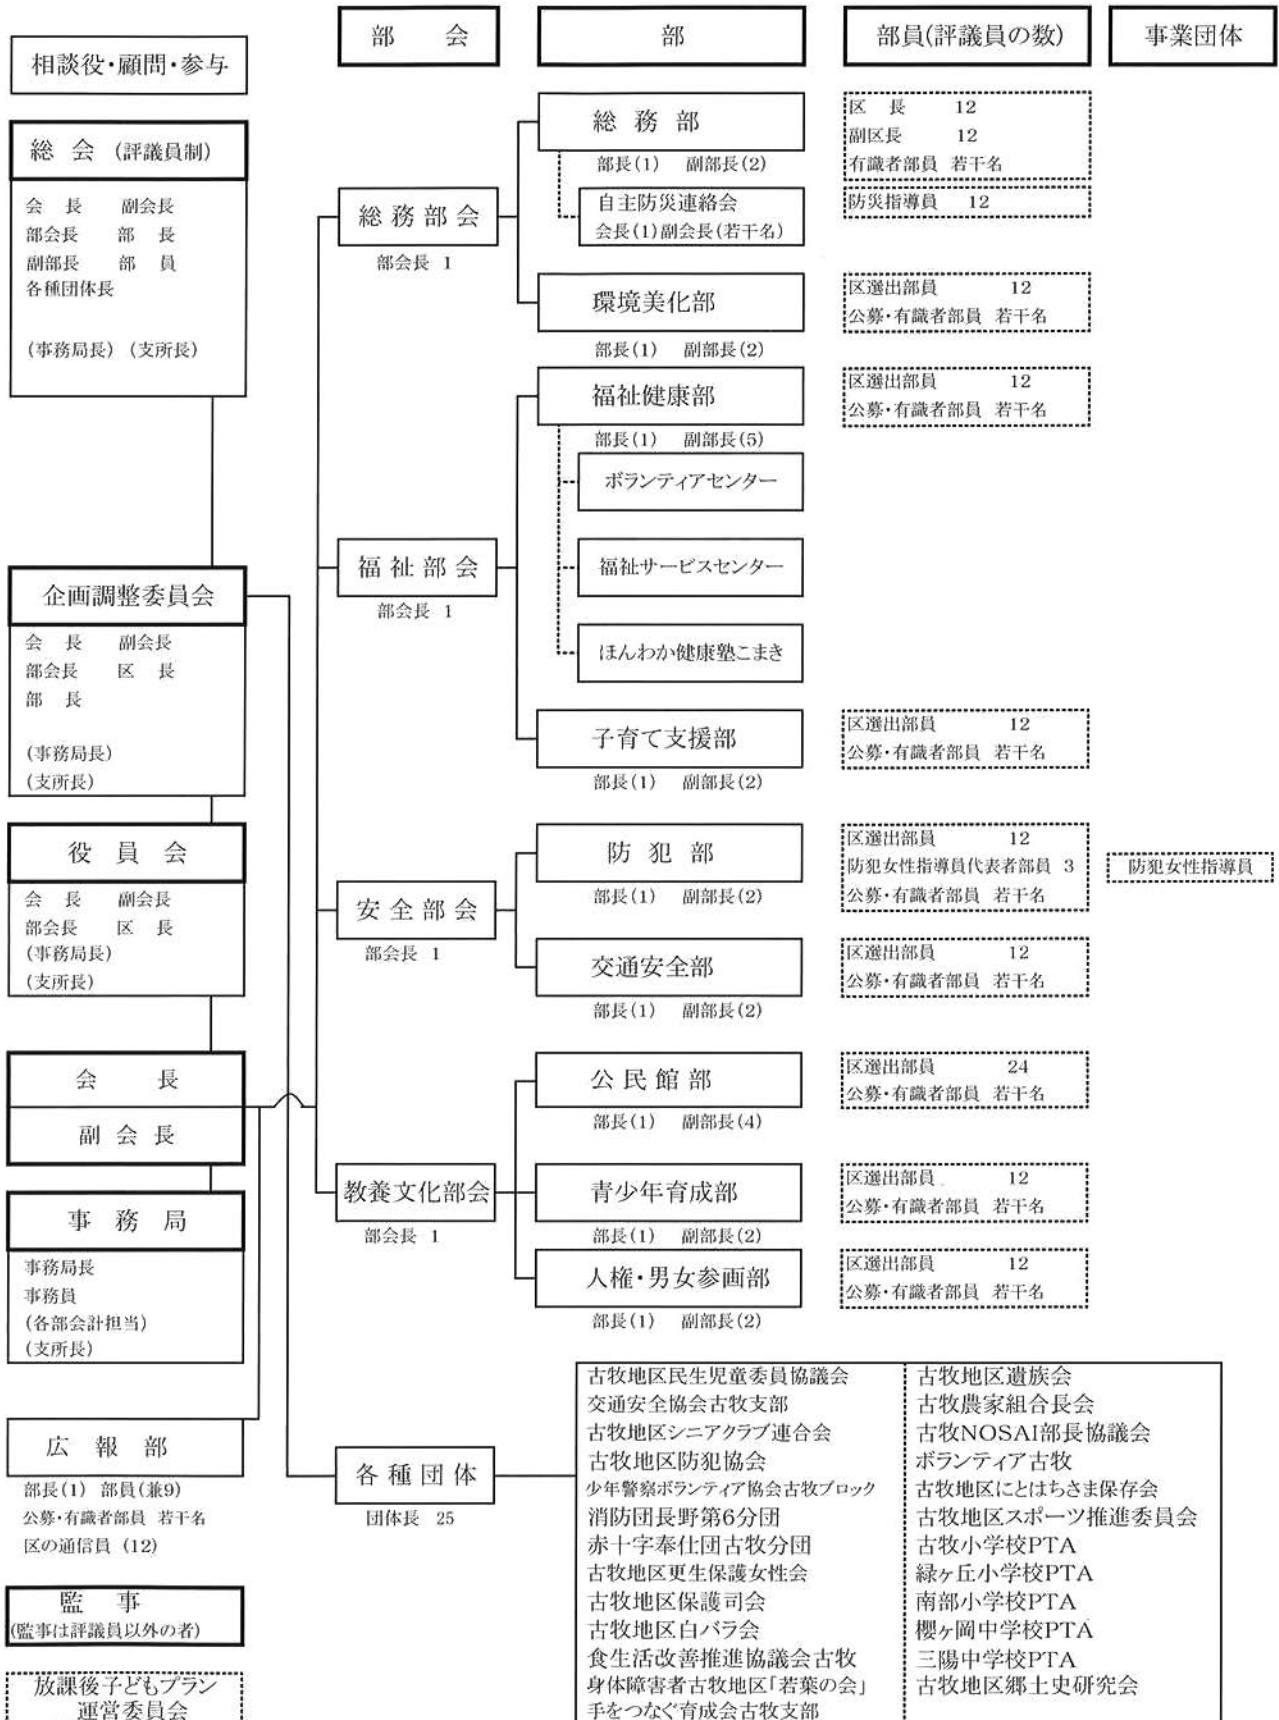 相談役・顧問・参与
総 会 (評議員制)
会 長 副会長
部会長 部 長
副部長 部 員
各種団体長
(事務局長) (支所長)
企画調整委員会
会 長 副会長
部会長 区 長
部 長
(事務局長)
(支所長)
役 員 会
会 長 副会長
部会長 区 長
(事務局長)
(支所長)
会 長
副 会 長
事 務 局
事務局長
事務員
(各部会計担当)
(支所長)
広 報 部
部長(1) 部員(兼9)
公募・有識者部員 若干名
区の通信員 (12)
監 事
(監事は評議員以外の者)
放課後子どもプラン
運営委員会
部 会
総 務 部 会
部会長 1
福 祉 部 会
部会長 1
安 全 部 会
部会長 1
教養文化部会
部会長 1
各 種 団 体
団体長 25
部
総 務 部
部長(1) 副部長(2)
自主防災連絡会
会長(1)副会長(若干名)
環境美化部
部長(1) 副部長(2)
福祉健康部
部長(1) 副部長(5)
ボランティアセンター
福祉サービスセンター
ほんわか健康塾こまき
子育て支援部
部長(1) 副部長(2)
防 犯 部
部長(1) 副部長(2)
交通安全部
部長(1) 副部長(2)
公 民 館 部
部長(1) 副部長(4)
青少年育成部
部長(1) 副部長(2)
人権・男女参画部
部長(1) 副部長(2)
部員(評議員の数)
区 長 12
副区長 12
有識者部員 若干名
防災指導員 12
区選出部員 12
公募・有識者部員 若干名
区選出部員 12
公募・有識者部員 若干名
区選出部員 12
公募・有識者部員 若干名
区選出部員 12
防犯女性指導員代表者部員 3
公募・有識者部員 若干名
区選出部員 12
公募・有識者部員 若干名
区選出部員 24
公募・有識者部員 若干名
区選出部員 12
公募・有識者部員 若干名
区選出部員 12
公募・有識者部員 若干名
事業団体
防犯女性指導員
古牧地区民生児童委員協議会
交通安全協会古牧支部
古牧地区シニアクラブ連合会
古牧地区防犯協会
少年警察ボランティア協会古牧ブロック
消防団長野第6分団
赤十字奉仕団古牧分団
古牧地区更生保護女性会
古牧地区保護司会
古牧地区白バラ会
食生活改善推進協議会古牧
身体障害者古牧地区「若葉の会」
手をつなぐ育成会古牧支部
古牧地区遺族会
古牧農家組合長会
古牧NOSAI部長協議会
ボランティア古牧
古牧地区にとはちさま保存会
古牧地区スポーツ推進委員会
古牧小学校PTA
緑ヶ丘小学校PTA
南部小学校PTA
櫻ヶ岡中学校PTA
三陽中学校PTA
古牧地区郷土史研究会